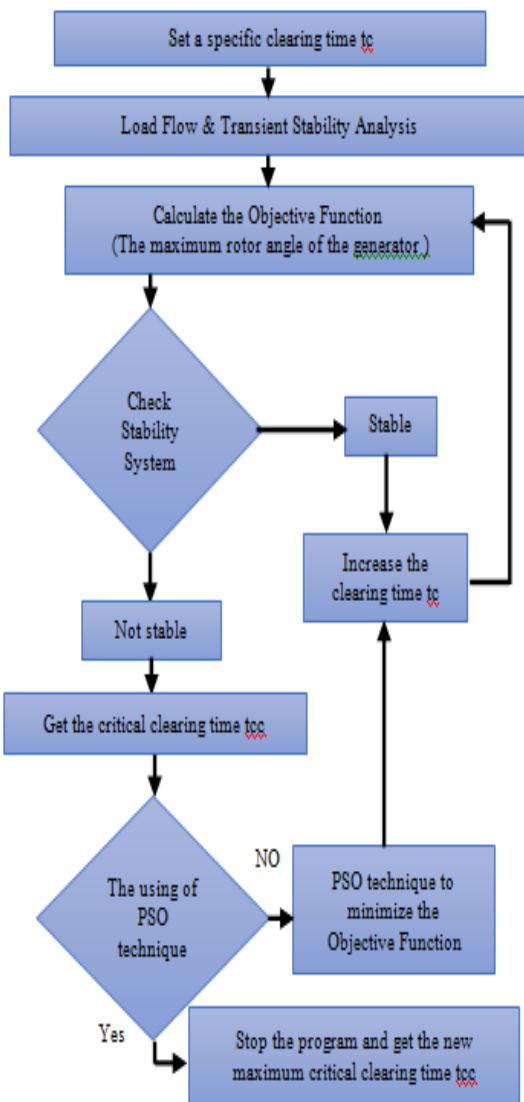 Set a specific clearing time tc
Load Flow & Transient Stability Analysis
Calculate the Objective Function
(The maximum rotor angle of the generator )
Check
Stability
System
Stable
Increase the
clearing time tc
Not stable
Get the critical clearing time tcc
The using of
PSO
technique
NO
PSO technique to
minimize the
Objective Function
Yes
Stop the program and get the new
maximum critical clearing time tcc